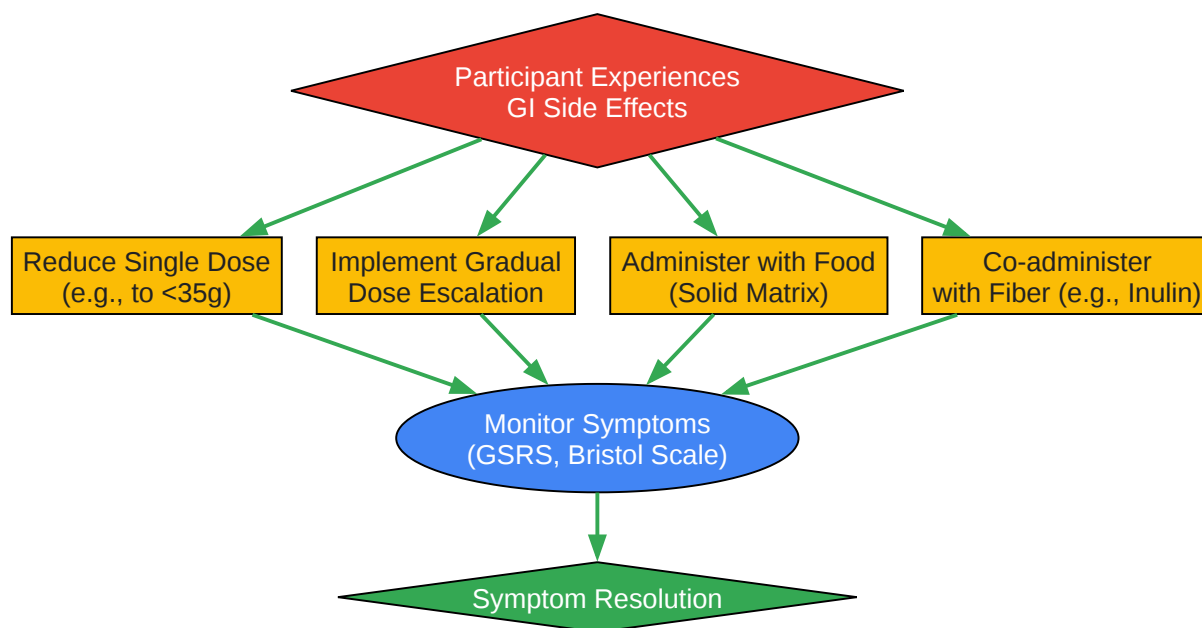 Participant Experiences
GI Side Effects
Reduce Single Dose
(e.g., to <35g)
Implement Gradual
Dose Escalation
Administer with Food
(Solid Matrix)
Co-administer
with Fiber (e.g., Inulin)
Monitor Symptoms
(GSRS, Bristol Scale)
Symptom Resolution